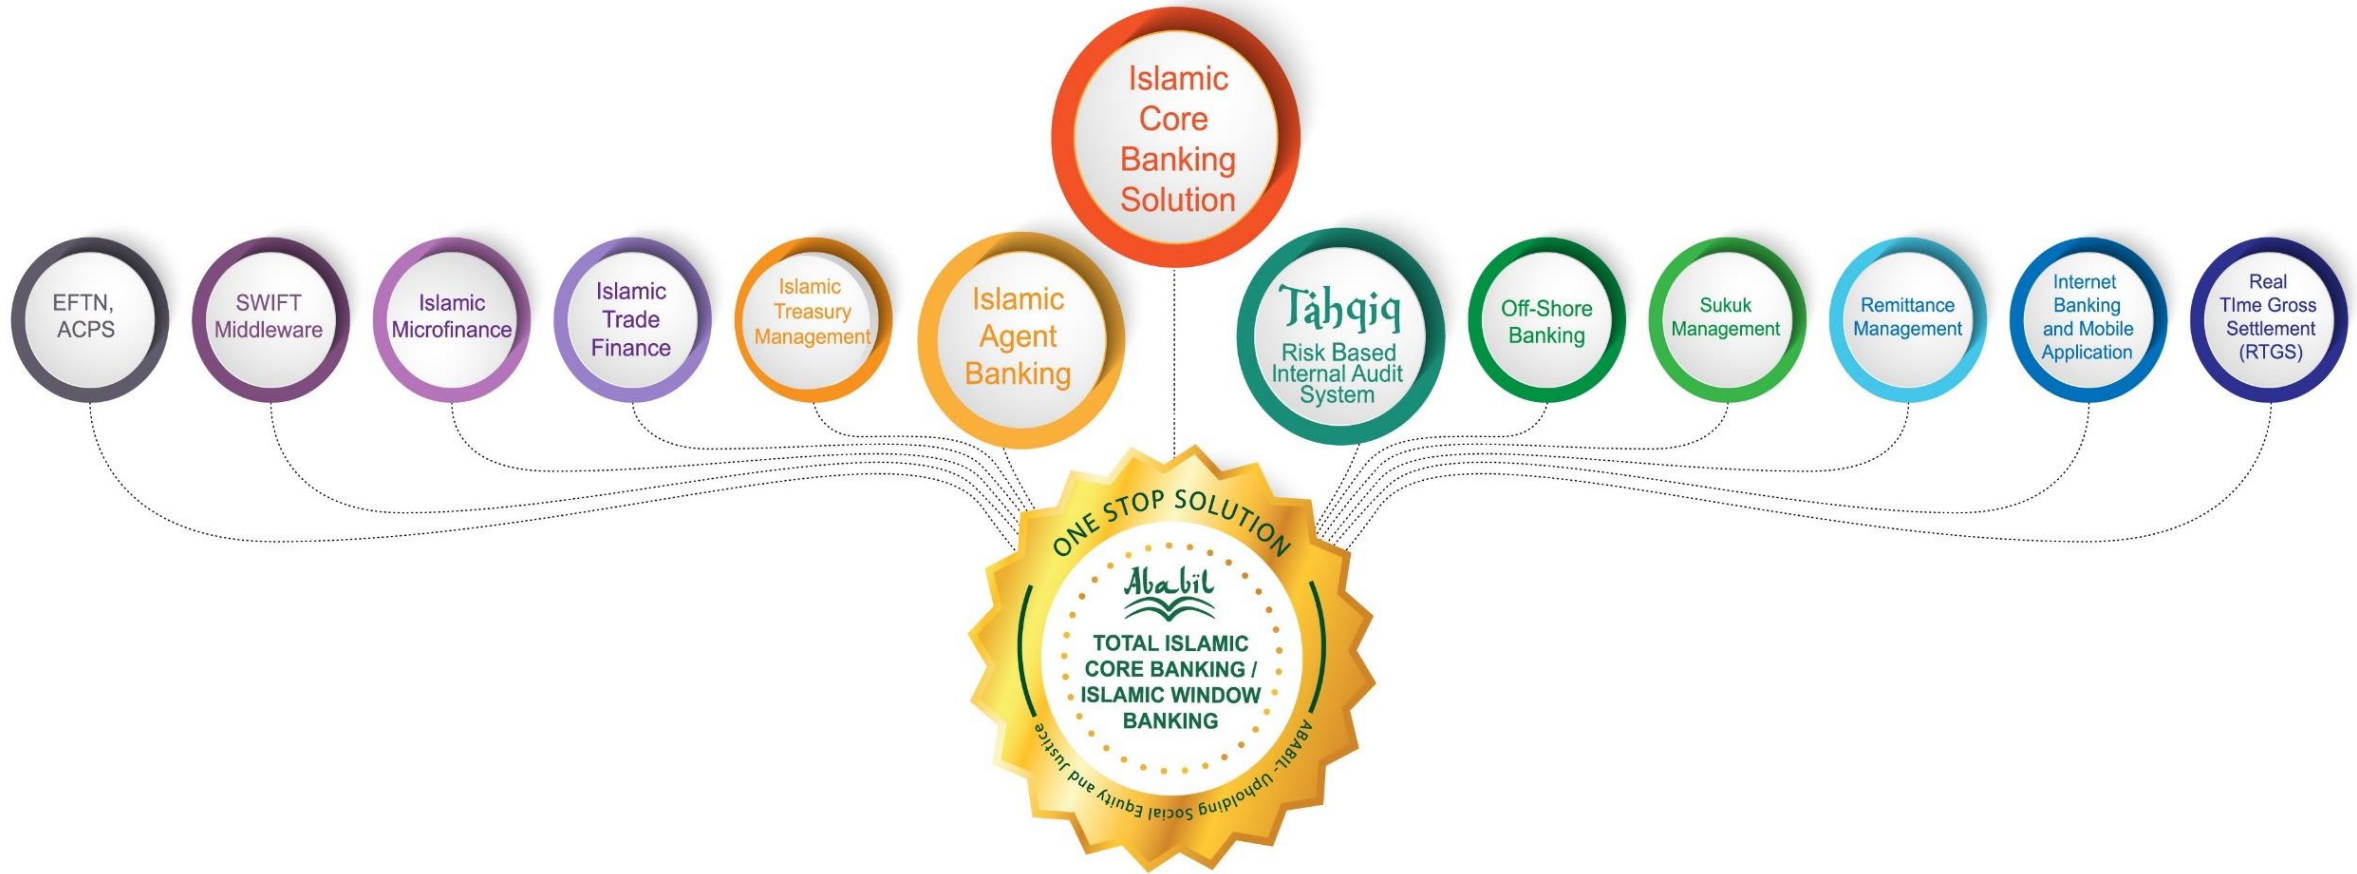 Islamic
Core
Banking
Solution
EFTN,
ACPS
SWIFT
Middleware
Islamic
Microfinance
Islamic
Trade
Finance
Islamic
Treasury
Management
Islamic
Agent
Banking
Tahqiq
Risk Based
Internal Audit
System
Off-Shore
Banking
Sukuk
Management
Remittance
Management
Internet
Banking
and Mobile
Application
Real
TIme Gross
Settlement
(RTGS)
ONE STOP SOLUTION
Ababil
TOTAL ISLAMIC
CORE BANKING /
ISLAMIC WINDOW
BANKING
ABABIL- Upholding Social Equity and Justice